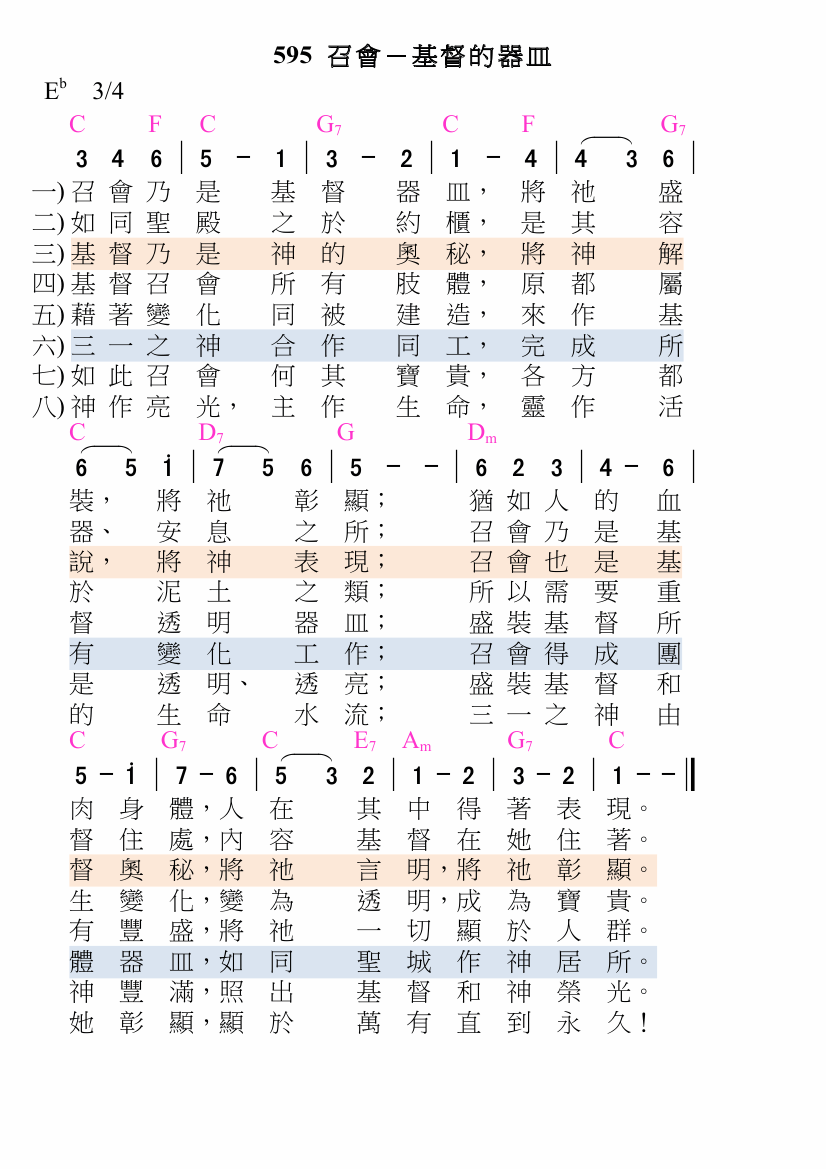 595 召會－基督的器皿
E♭ 3/4
C F C G7 C F G7
3 4 6 | 5 － 1 | 3 － 2 | 1 － 4 | 4 3 6 |
一) 召會乃是基督器皿，將祂盛
二) 如同聖殿之於約櫃，是其容
三) 基督乃是神的奧秘，將神解
四) 基督召會所有肢體，原都屬
五) 藉著變化同被建造，來作基
六) 三一之神合作同工，完成所
七) 如此召會何其寶貴，各方都
八) 神作亮光，主作生命，靈作活
C D7 G Dm
6 5 i | 7 5 6 | 5 － － | 6 2 3 | 4 － 6 |
裝，將祂彰顯；猶如人的血
器、安息之所；召會乃是基
說，將神表現；召會也是基
於泥土之類；所以需要重
督透明器皿；盛裝基督所
有變化工作；召會得成團
是透明、透亮；盛裝基督和
的生命水流；三一之神由
C G7 C E7 Am G7 C
5 － i | 7 － 6 | 5 3 2 | 1 － 2 | 3 － 2 | 1 － － ‖
肉身體，人在其中得著表現。
督住處，內容基督在她住著。
督奧秘，將祂言明，將祂彰顯。
生變化，變為透明，成為寶貴。
有豐盛，將祂一切顯於人群。
體器皿，如同聖城作神居所。
神豐滿，照出基督和神榮光。
她彰顯，顯於萬有直到永久！